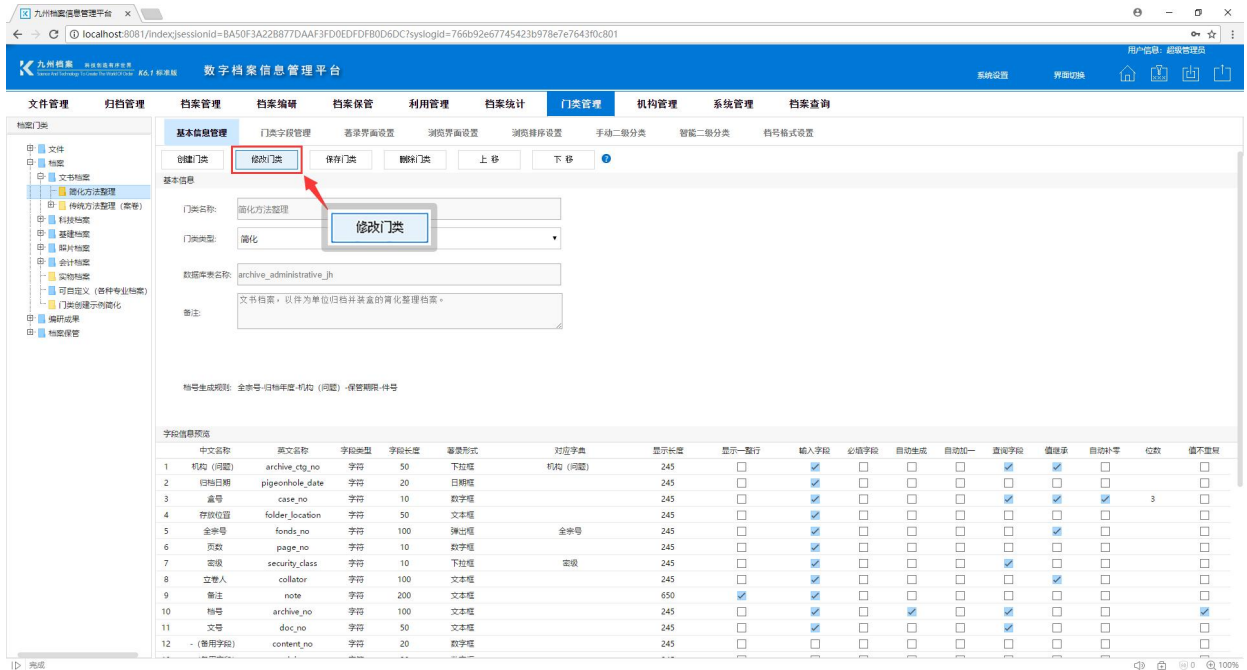 九州档案信息管理平台 ×
localhost:8081/index;jsessionid=BA50F3A22B877DAAF3FD0EDFDFB0D6DC?syslogid=766b92e67745423b978e7e7643f0c801
用户信息：超级管理员
九州档案 K6.1 标准版 数字档案信息管理平台 系统设置 界面切换
文件管理 归档管理 档案管理 档案编研 档案保管 利用管理 档案统计 门类管理 机构管理 系统管理 档案查询
档案门类
基本信息管理 门类字段管理 著录界面设置 浏览界面设置 浏览排序设置 手动二级分类 智能二级分类 档号格式设置
文件
档案
文书档案
简化方法整理
传统方法整理（案卷）
科技档案
基建档案
照片档案
会计档案
实物档案
可自定义（各种专业档案）
门类创建示例简化
编研成果
档案保管
创建门类 修改门类 保存门类 删除门类 上 移 下 移 ?
基本信息
门类名称: 简化方法整理
修改门类
门类类型: 简化
数据库表名称: archive_administrative_jh
备注: 文书档案，以件为单位归档并装盒的简化整理档案。
档号生成规则: 全宗号-归档年度-机构（问题）-保管期限-件号
字段信息预览
中文名称 英文名称 字段类型 字段长度 著录形式 对应字典 显示长度 显示一整行 输入字段 必填字段 自动生成 自动加一 查询字段 值继承 自动补零 位数 值不重复
1 机构（问题） archive_ctg_no 字符 50 下拉框 机构（问题） 245
2 归档日期 pigeonhole_date 字符 20 日期框 245
3 盒号 case_no 字符 10 数字框 245 3
4 存放位置 folder_location 字符 50 文本框 245
5 全宗号 fonds_no 字符 100 弹出框 全宗号 245
6 页数 page_no 字符 10 数字框 245
7 密级 security_class 字符 10 下拉框 密级 245
8 立卷人 collator 字符 100 文本框 245
9 备注 note 字符 200 文本框 650
10 档号 archive_no 字符 100 文本框 245
11 文号 doc_no 字符 50 文本框 245
12 -（备用字段） content_no 字符 20 数字框 245
完成 0 100%